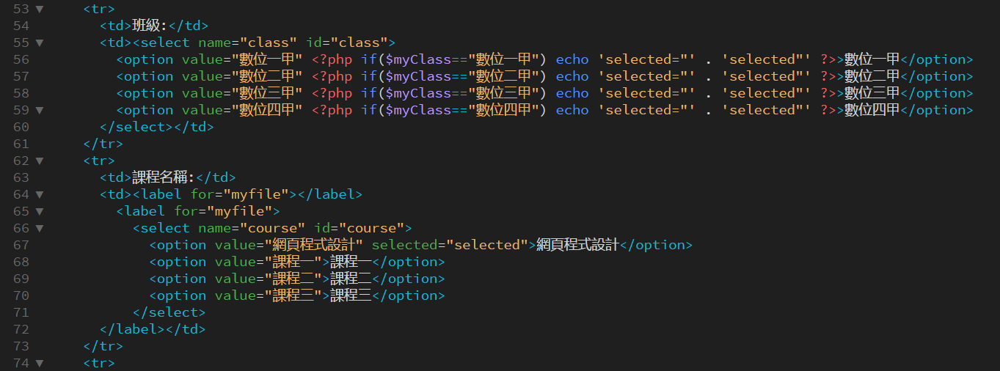 53 ▼ <tr>
54 <td>班級:</td>
55 ▼ <td><select name="class" id="class">
56 <option value="數位一甲" <?php if($myClass=="數位一甲") echo 'selected="' . 'selected"' ?>>數位一甲</option>
57 <option value="數位二甲" <?php if($myClass=="數位二甲") echo 'selected="' . 'selected"' ?>>數位二甲</option>
58 <option value="數位三甲" <?php if($myClass=="數位三甲") echo 'selected="' . 'selected"' ?>>數位三甲</option>
59 ▼ <option value="數位四甲" <?php if($myClass=="數位四甲") echo 'selected="' . 'selected"' ?>>數位四甲</option>
60 </select></td>
61 </tr>
62 ▼ <tr>
63 <td>課程名稱:</td>
64 ▼ <td><label for="myfile"></label>
65 ▼ <label for="myfile">
66 ▼ <select name="course" id="course">
67 <option value="網頁程式設計" selected="selected">網頁程式設計</option>
68 <option value="課程一">課程一</option>
69 <option value="課程二">課程二</option>
70 <option value="課程三">課程三</option>
71 </select>
72 </label></td>
73 </tr>
74 ▼ <tr>